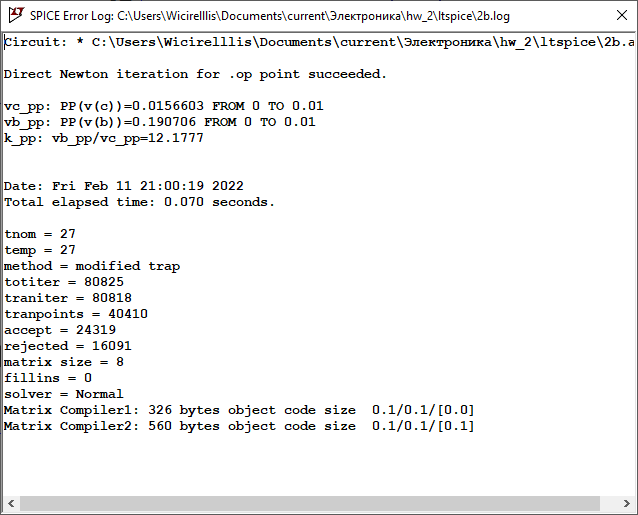 SPICE Error Log: C:\Users\Wicirelllis\Documents\current\Электроника\hw_2\ltspice\2b.log
Circuit: * C:\Users\Wicirelllis\Documents\current\Электроника\hw_2\ltspice\2b.a
Direct Newton iteration for .op point succeeded.
vc_pp: PP(v(c))=0.0156603 FROM 0 TO 0.01
vb_pp: PP(v(b))=0.190706 FROM 0 TO 0.01
k_pp: vb_pp/vc_pp=12.1777
Date: Fri Feb 11 21:00:19 2022
Total elapsed time: 0.070 seconds.
tnom = 27
temp = 27
method = modified trap
totiter = 80825
traniter = 80818
tranpoints = 40410
accept = 24319
rejected = 16091
matrix size = 8
fillins = 0
solver = Normal
Matrix Compiler1: 326 bytes object code size  0.1/0.1/[0.0]
Matrix Compiler2: 560 bytes object code size  0.1/0.1/[0.1]